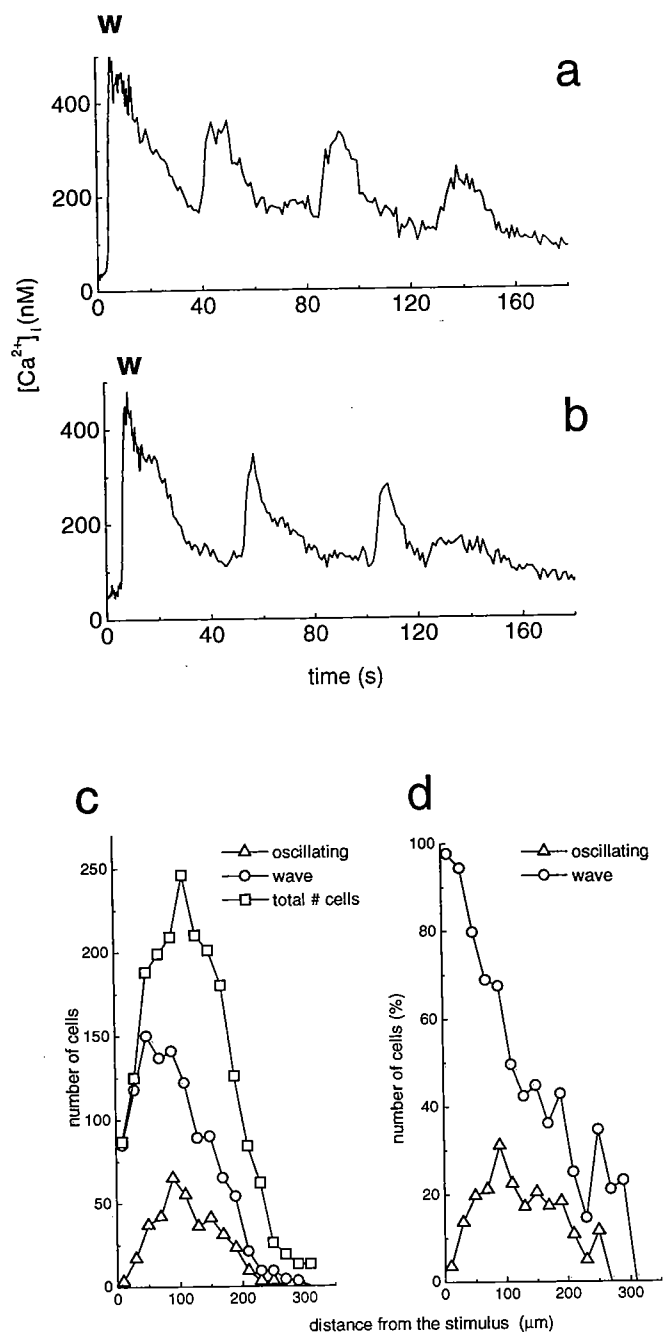 W
a
400
200
0
0 40 80 120 160
[Ca2+]i (nM)
W
b
400
200
0
0 40 80 120 160
time (s)
c
oscillating
wave
total # cells
250
200
150
100
50
0
0 100 200 300
number of cells
d
oscillating
wave
100
80
60
40
20
0
0 100 200 300
number of cells (%)
distance from the stimulus (μm)